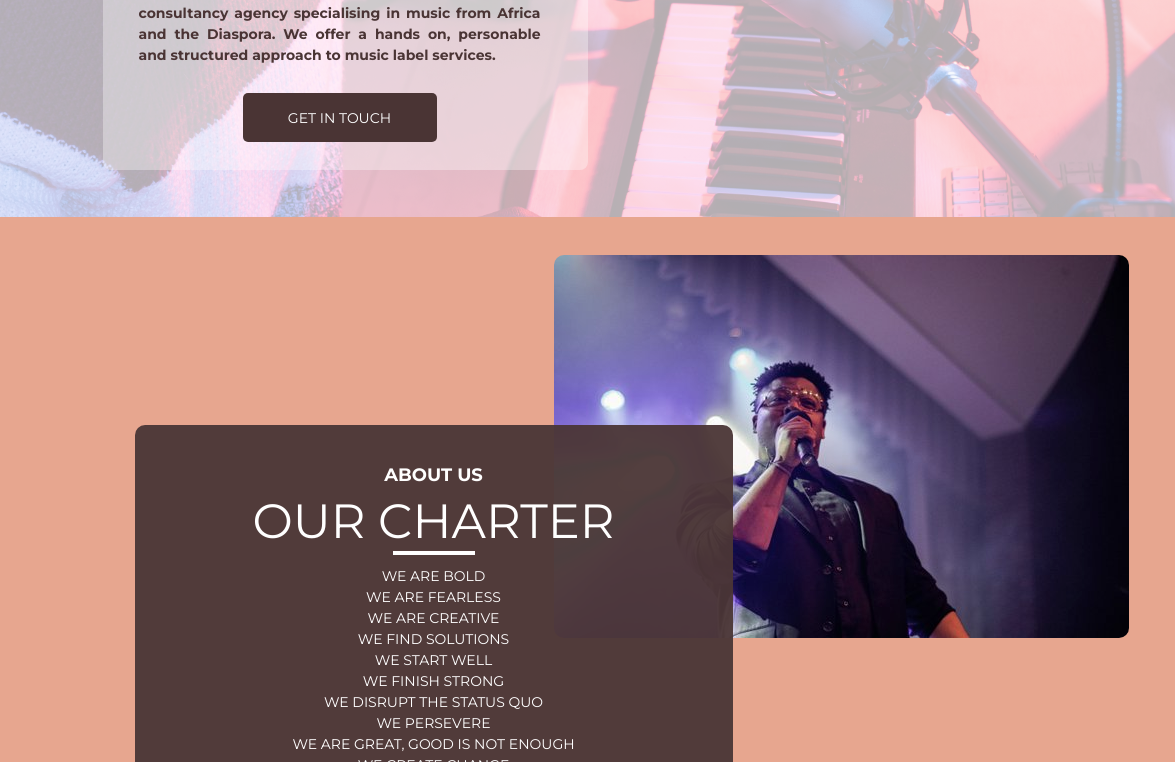 consultancy agency specialising in music from Africa
and the Diaspora. We offer a hands on, personable
and structured approach to music label services.
GET IN TOUCH
ABOUT US
OUR CHARTER
WE ARE BOLD
WE ARE FEARLESS
WE ARE CREATIVE
WE FIND SOLUTIONS
WE START WELL
WE FINISH STRONG
WE DISRUPT THE STATUS QUO
WE PERSEVERE
WE ARE GREAT, GOOD IS NOT ENOUGH
WE CREATE CHANGE